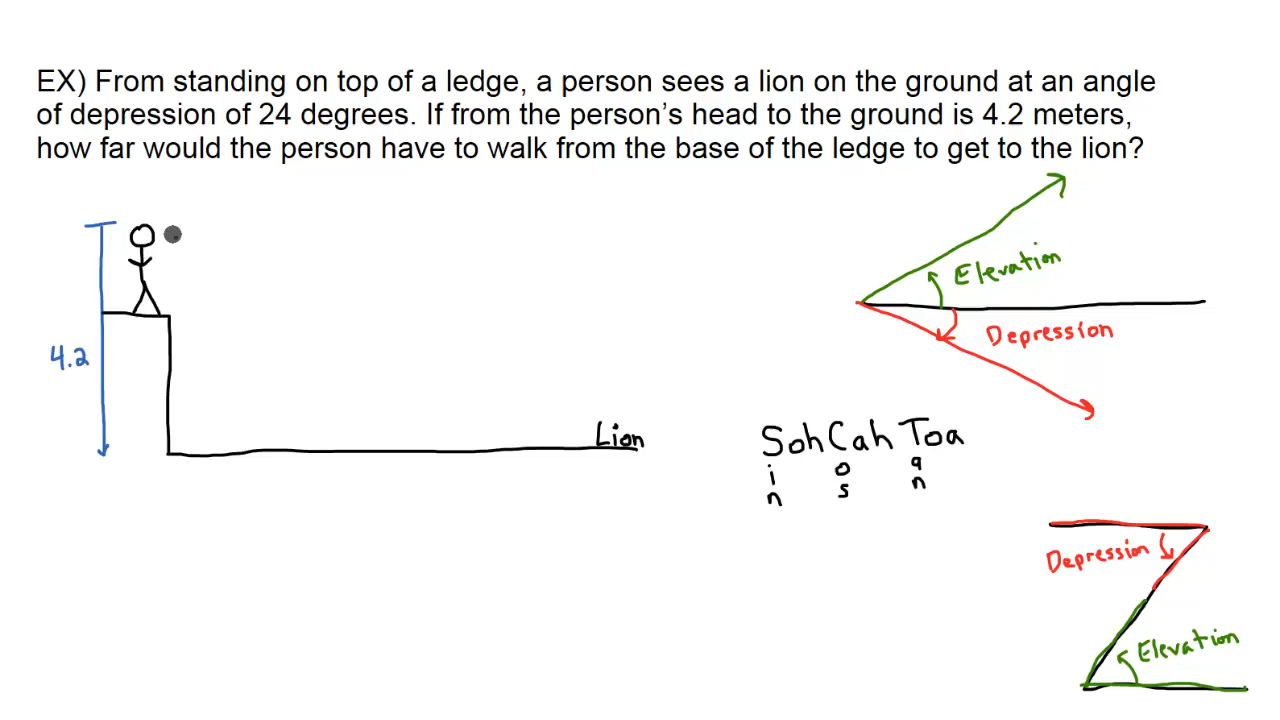 EX) From standing on top of a ledge, a person sees a lion on the ground at an angle
of depression of 24 degrees. If from the person’s head to the ground is 4.2 meters,
how far would the person have to walk from the base of the ledge to get to the lion?
Elevation
Depression
4.2
Lion
Soh Cah Toa
i o a
n s n
Depression
Elevation